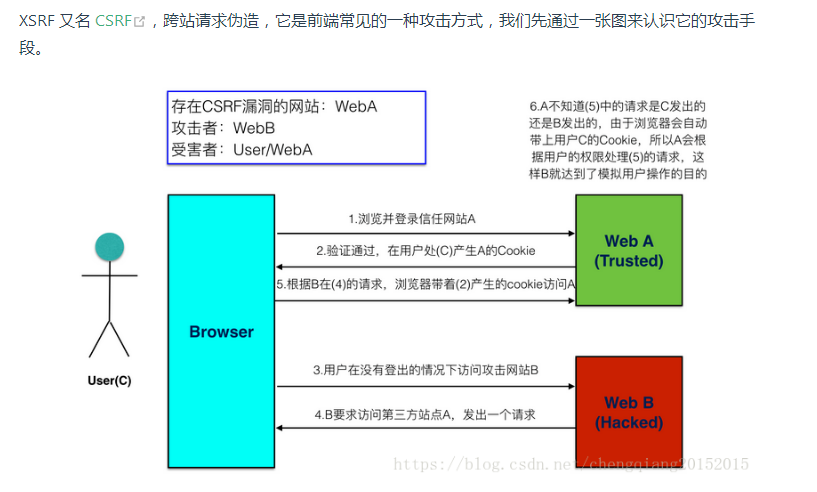 XSRF 又名 CSRF，跨站请求伪造，它是前端常见的一种攻击方式，我们先通过一张图来认识它的攻击手
段。
存在CSRF漏洞的网站：WebA
攻击者：WebB
受害者：User/WebA
6.A不知道(5)中的请求是C发出的
还是B发出的，由于浏览器会自动
带上用户C的Cookie，所以A会根
据用户的权限处理(5)的请求，这
样B就达到了模拟用户操作的目的
1.浏览并登录信任网站A
2.验证通过，在用户处(C)产生A的Cookie
5.根据B在(4)的请求，浏览器带着(2)产生的cookie访问A
Web A
(Trusted)
Browser
User(C)
3.用户在没有登出的情况下访问攻击网站B
4.B要求访问第三方站点A，发出一个请求
Web B
(Hacked)
https://blog.csdn.net/chengqiang20152015